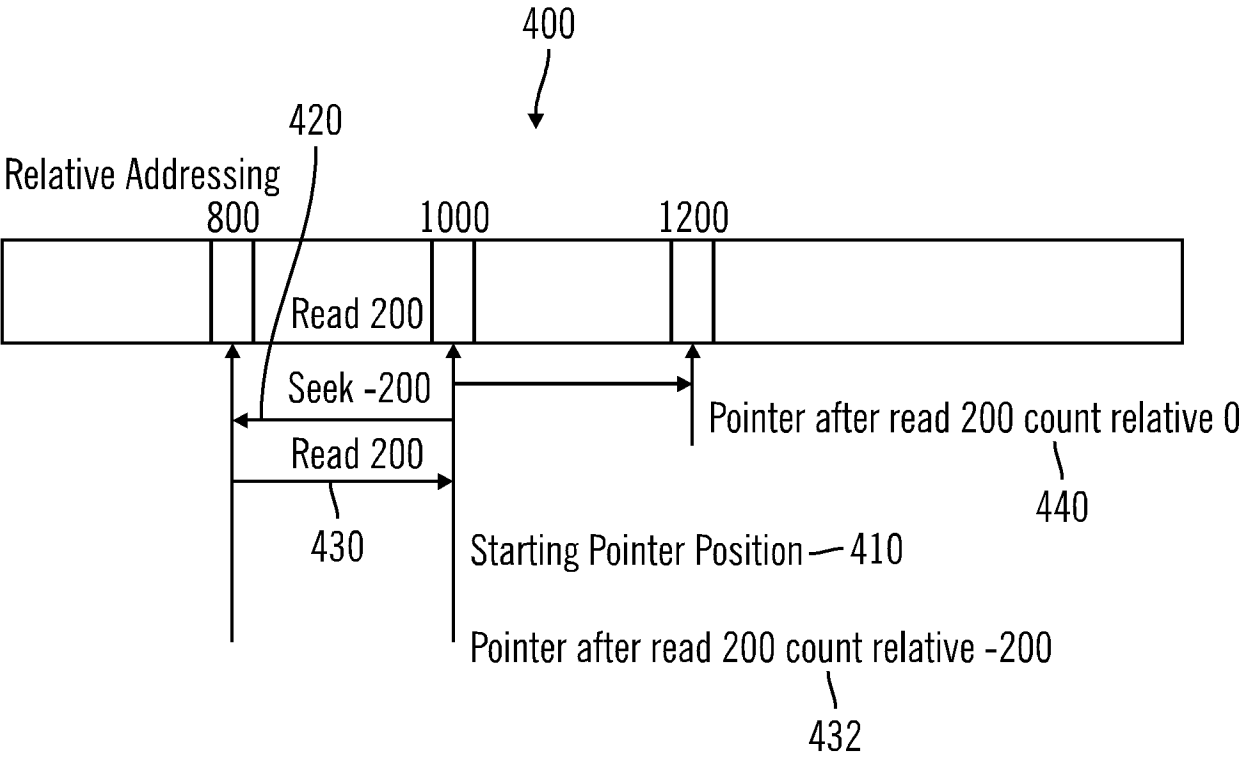 400
420
Relative Addressing
800 1000 1200
Read 200
Seek -200
Pointer after read 200 count relative 0
Read 200
440
430
Starting Pointer Position 410
Pointer after read 200 count relative -200
432